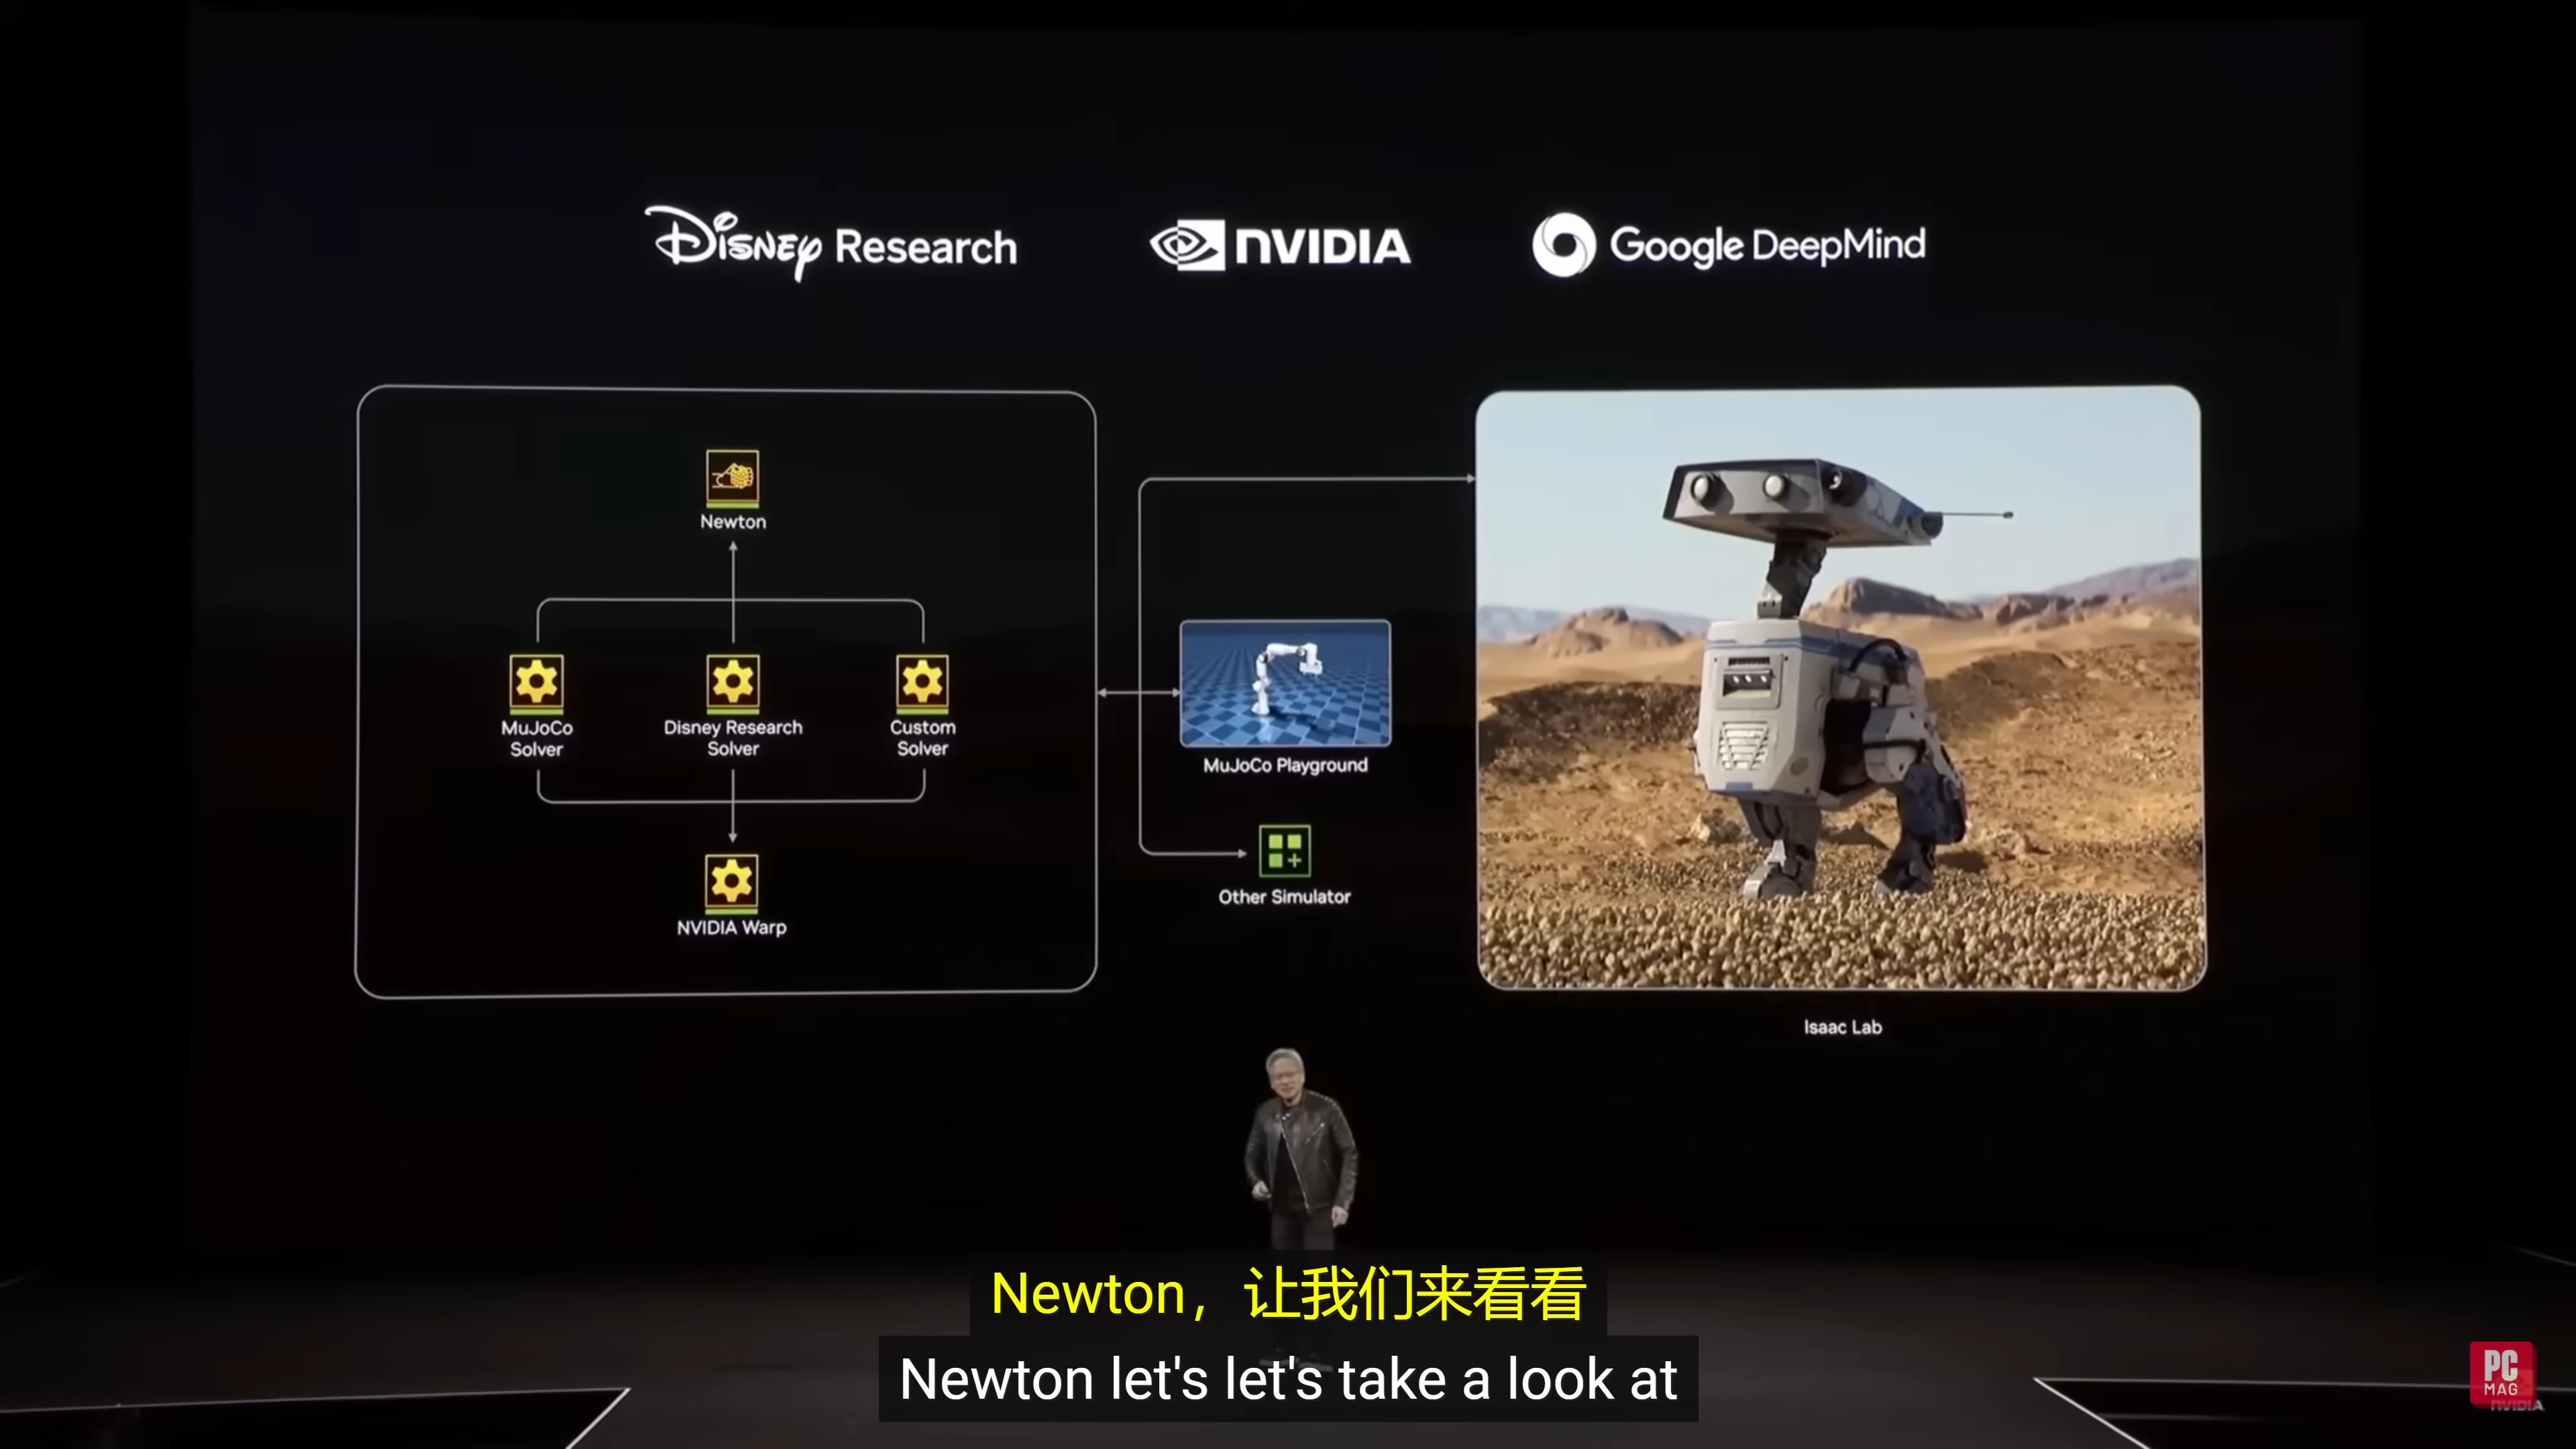 Disney Research
NVIDIA
Google DeepMind
Newton
MuJoCo
Solver
Disney Research
Solver
Custom
Solver
NVIDIA Warp
MuJoCo Playground
Other Simulator
Isaac Lab
Newton，让我们来看看
Newton let's let's take a look at
PC
MAG
NVIDIA